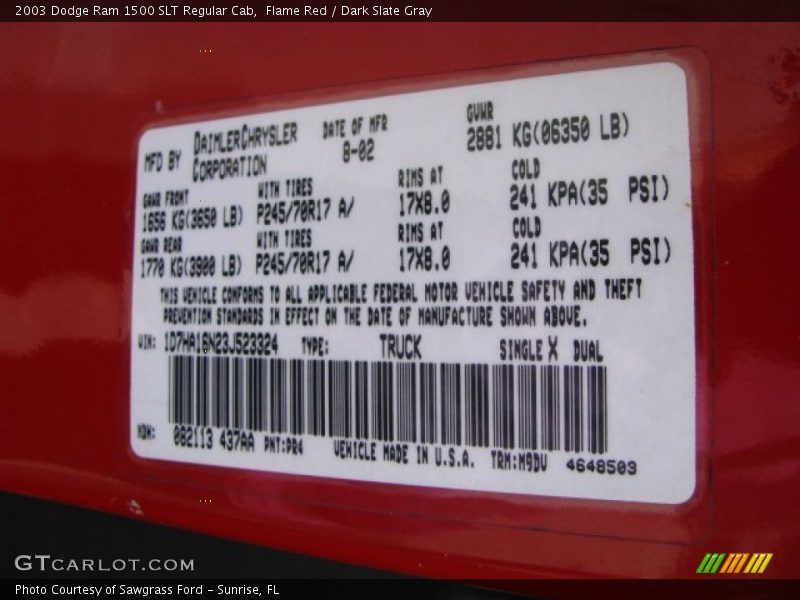 2003 Dodge Ram 1500 SLT Regular Cab,  Flame Red / Dark Slate Gray
MFD BY DAIMLERCHRYSLER CORPORATION DATE OF MFR 8-02 GVWR 2881 KG(06350 LB)
GAWR FRONT WITH TIRES RIMS AT COLD
1656 KG(3650 LB) P245/70R17 A/ 17X8.0 241 KPA(35 PSI)
GAWR REAR WITH TIRES RIMS AT COLD
1770 KG(3900 LB) P245/70R17 A/ 17X8.0 241 KPA(35 PSI)
THIS VEHICLE CONFORMS TO ALL APPLICABLE FEDERAL MOTOR VEHICLE SAFETY AND THEFT
PREVENTION STANDARDS IN EFFECT ON THE DATE OF MANUFACTURE SHOWN ABOVE.
VIN: 1D7HA16N23J523324 TYPE: TRUCK SINGLE X DUAL
MDH: 082113 437AA PNT:PR4 VEHICLE MADE IN U.S.A. TRM:M9DV 4648503
GTCARLOT.COM
Photo Courtesy of Sawgrass Ford - Sunrise, FL